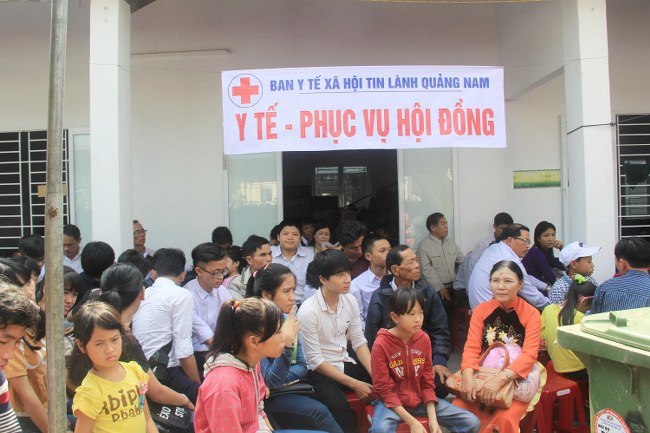 BAN Y TẾ XÃ HỘI TIN LÀNH QUẢNG NAM
Y TẾ - PHỤC VỤ HỘI ĐỒNG